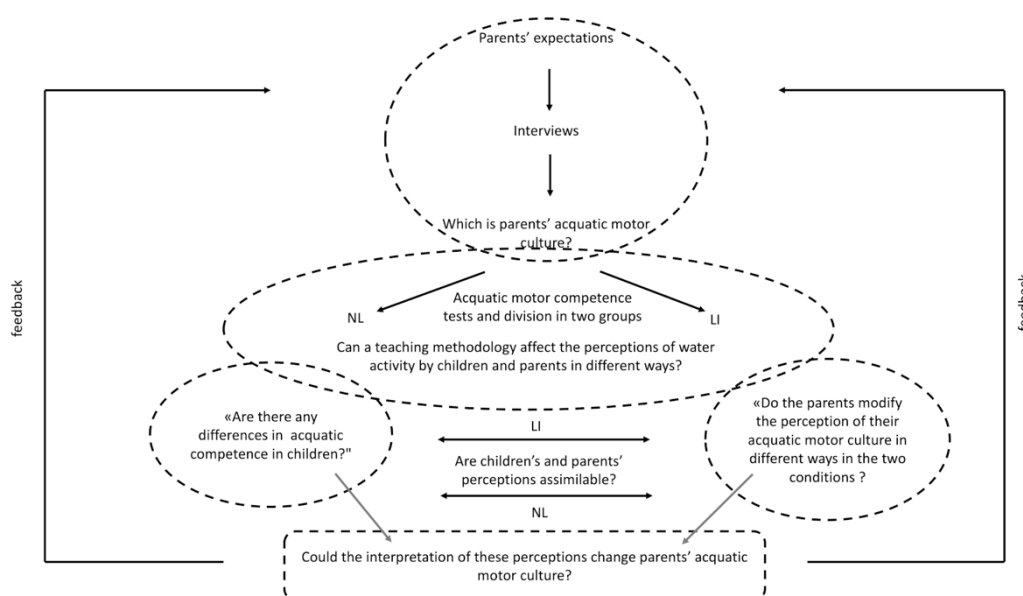 Parents' expectations
Interviews
Which is parents' acquatic motor
culture?
Acquatic motor competence
tests and division in two groups
NL
LI
Can a teaching methodology affect the perceptions of water
activity by children and parents in different ways?
«Are there any
differences in  acquatic
competence in children?"
LI
Are children's and parents'
perceptions assimilable?
NL
«Do the parents modify
the perception of their
acquatic motor culture in
different ways in the two
conditions ?
Could the interpretation of these perceptions change parents' acquatic
motor culture?
feedback
feedback